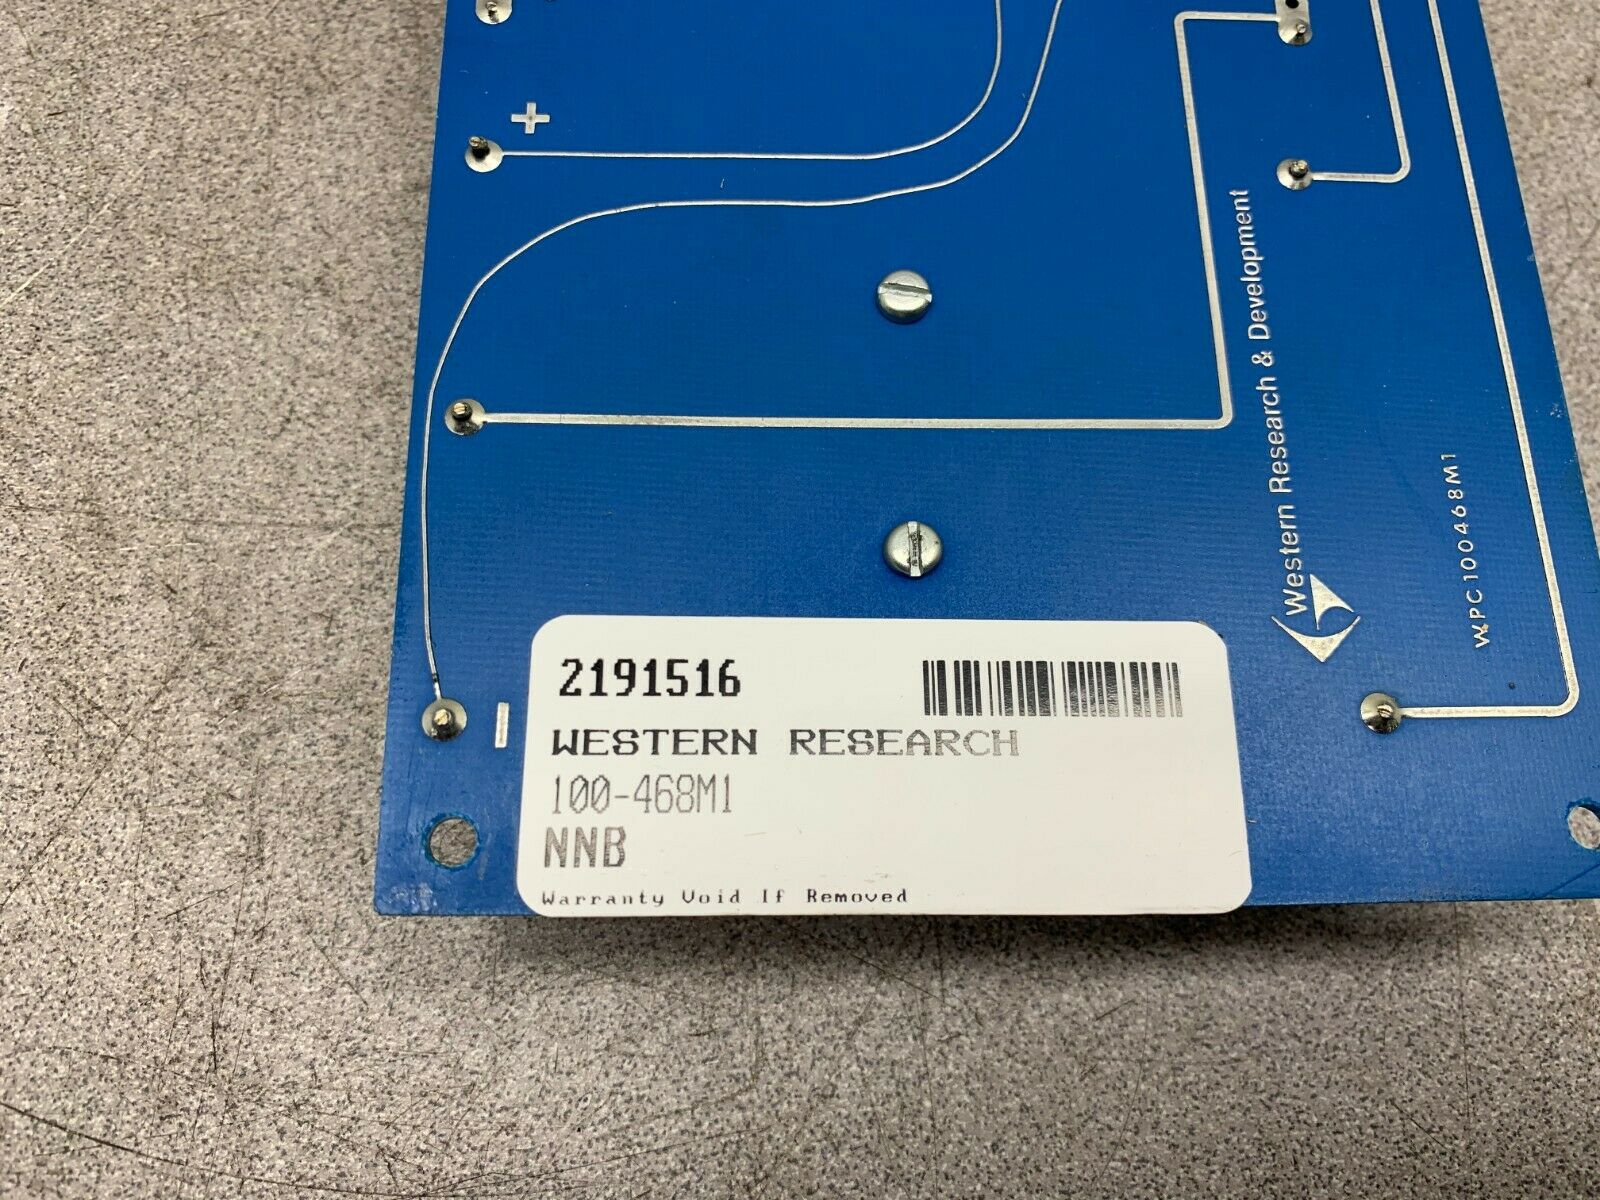 +
Western Research & Development
WPC100468M1
2191516
WESTERN RESEARCH
100-468M1
NNB
Warranty Void If Removed